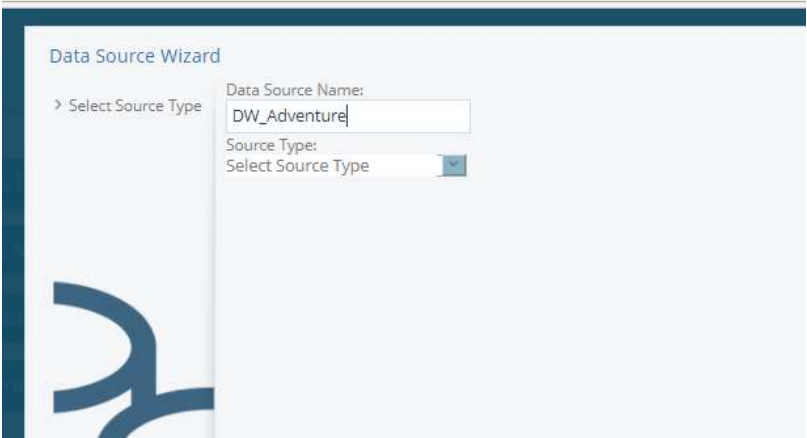 Data Source Wizard
> Select Source Type
Data Source Name:
DW_Adventure
Source Type:
Select Source Type